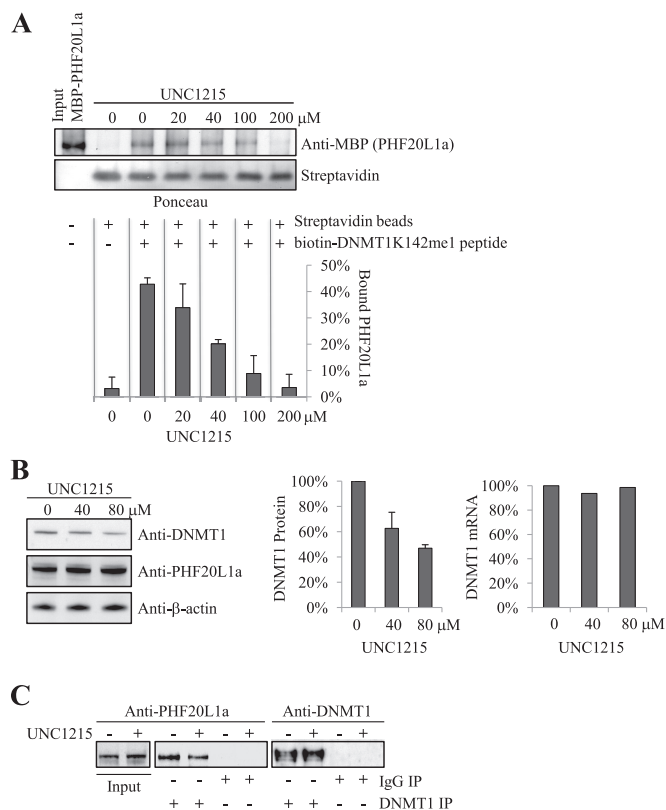 A
Input
MBP-PHF20L1a
UNC1215
0 0 20 40 100 200 μM
Anti-MBP (PHF20L1a)
Streptavidin
Ponceau
- + + + + + + Streptavidin beads
- - + + + + + biotin-DNMT1K142me1 peptide
50%
40%
30%
20%
10%
0%
Bound PHF20L1a
0 0 20 40 100 200 μM
UNC1215
B
UNC1215
0 40 80 μM
Anti-DNMT1
Anti-PHF20L1a
Anti-β-actin
DNMT1 Protein
100%
80%
60%
40%
20%
0%
0 40 80 μM
UNC1215
DNMT1 mRNA
100%
80%
60%
40%
20%
0%
0 40 80 μM
UNC1215
C
Anti-PHF20L1a Anti-DNMT1
UNC1215 - + - + - + - + - +
Input
- - + + - - + + IgG IP
+ + - - + + - - DNMT1 IP